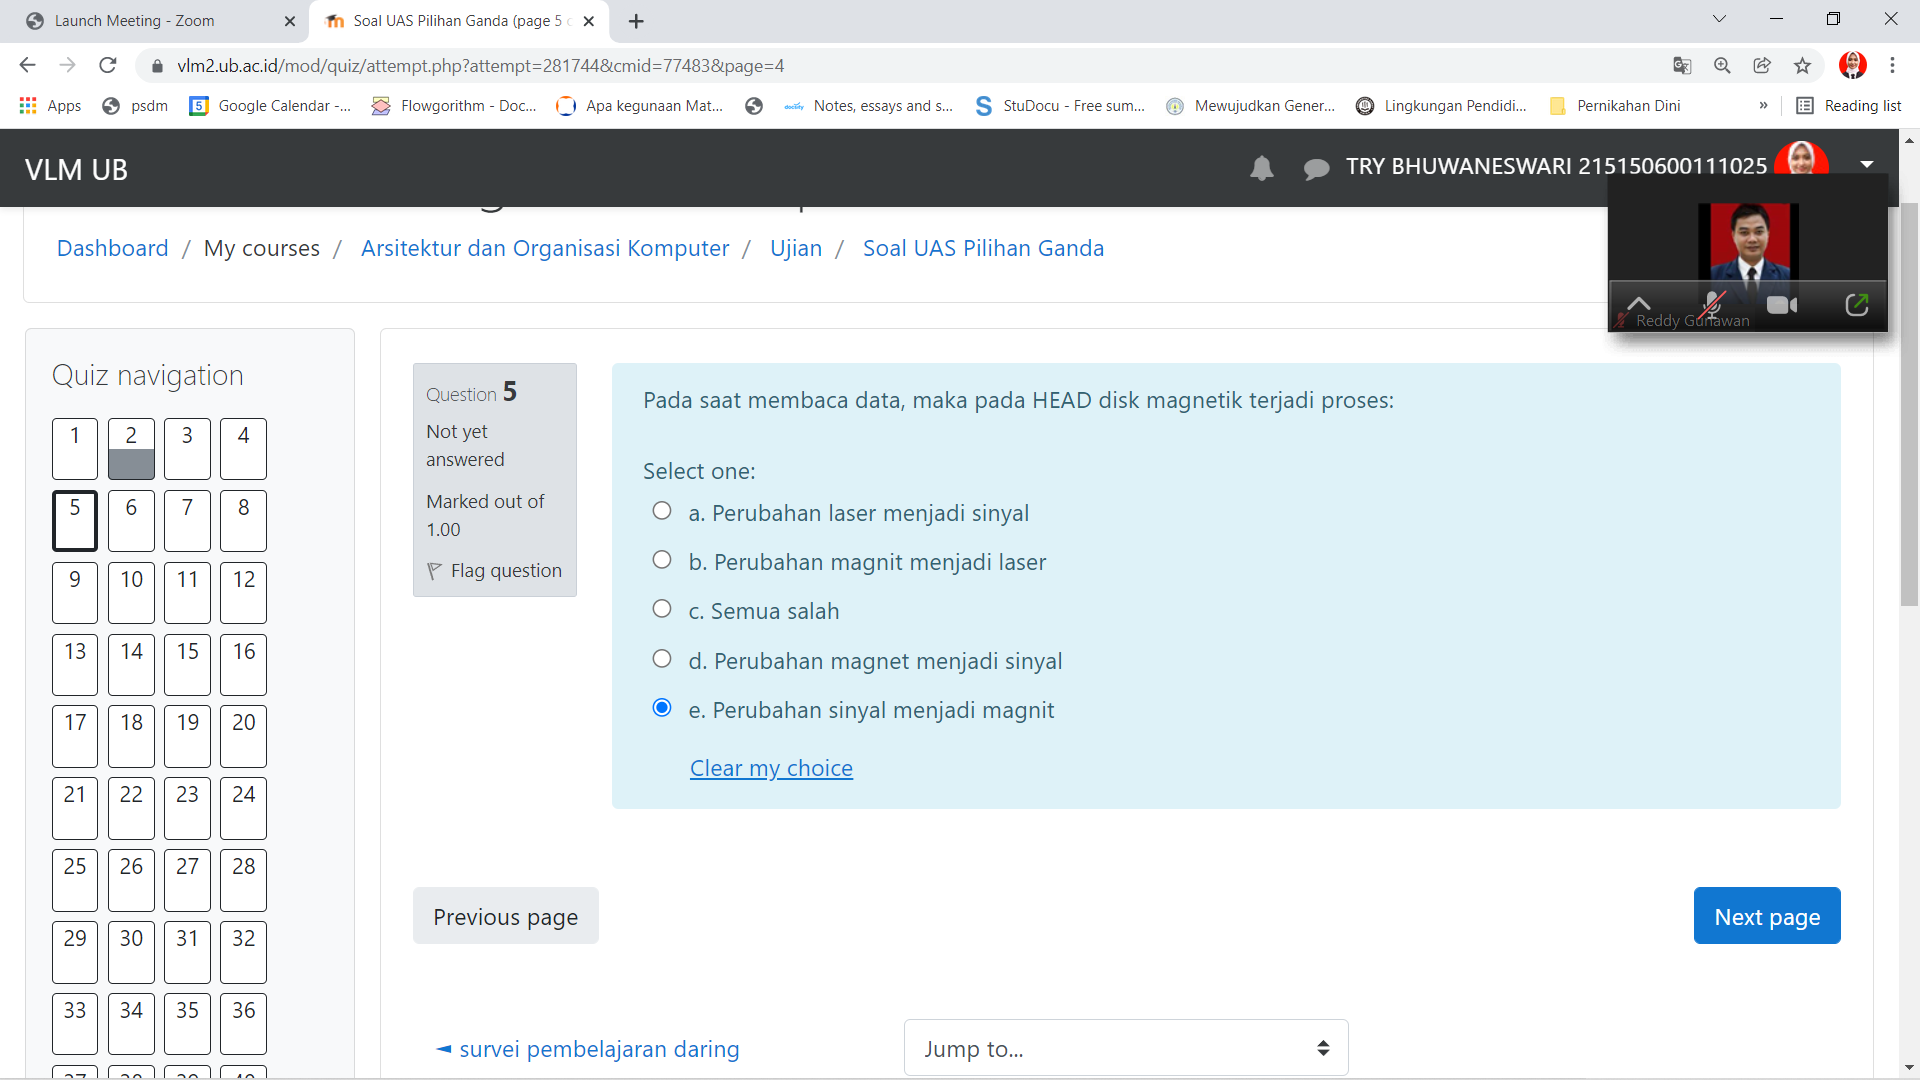 Launch Meeting - Zoom
Soal UAS Pilihan Ganda (page 5
vlm2.ub.ac.id/mod/quiz/attempt.php?attempt=281744&cmid=77483&page=4
Apps
psdm
5
Google Calendar -...
Flowgorithm - Doc...
Apa kegunaan Mat...
docsity
Notes, essays and s...
S
StuDocu - Free sum...
Mewujudkan Gener...
Lingkungan Pendidi...
Pernikahan Dini
»
Reading list
VLM UB
TRY BHUWANESWARI 215150600111025
Reddy Gunawan
Dashboard / My courses / Arsitektur dan Organisasi Komputer / Ujian / Soal UAS Pilihan Ganda
Quiz navigation
1 2 3 4
5 6 7 8
9 10 11 12
13 14 15 16
17 18 19 20
21 22 23 24
25 26 27 28
29 30 31 32
33 34 35 36
37 38 39 40
Question 5
Not yet
answered
Marked out of
1.00
Flag question
Pada saat membaca data, maka pada HEAD disk magnetik terjadi proses:
Select one:
a. Perubahan laser menjadi sinyal
b. Perubahan magnit menjadi laser
c. Semua salah
d. Perubahan magnet menjadi sinyal
e. Perubahan sinyal menjadi magnit
Clear my choice
Previous page
Next page
◄ survei pembelajaran daring
Jump to...